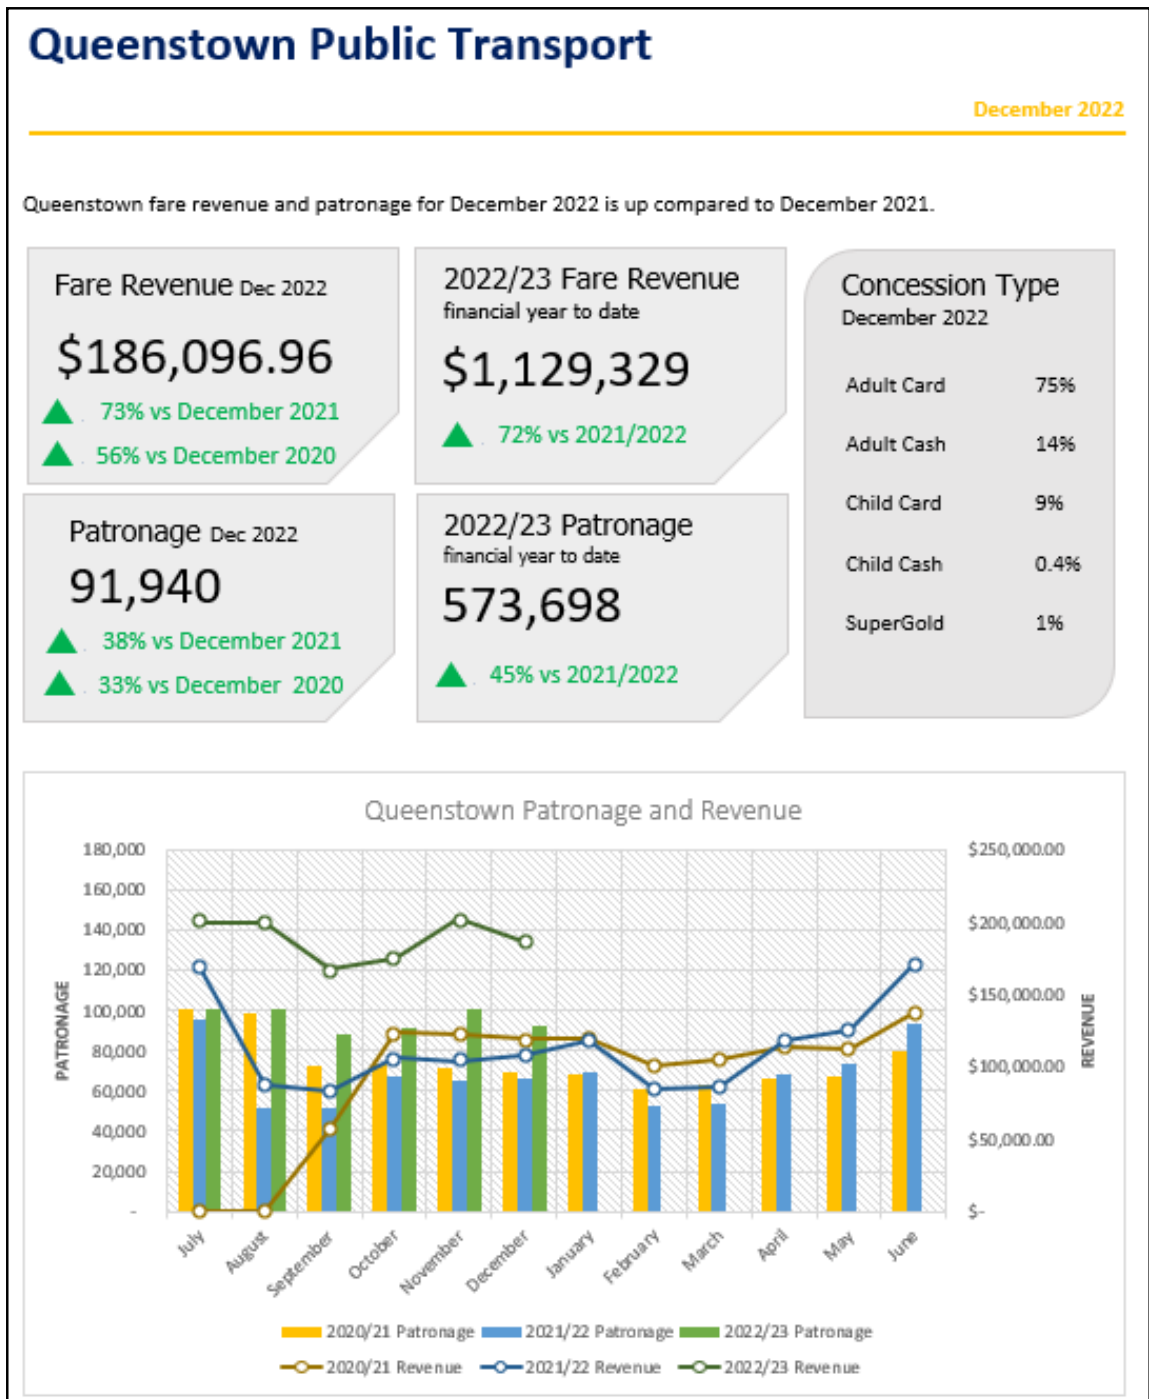 Queenstown Public Transport
December 2022
Queenstown fare revenue and patronage for December 2022 is up compared to December 2021.
Fare Revenue Dec 2022
$186,096.96
73% vs December 2021
56% vs December 2020
2022/23 Fare Revenue
financial year to date
$1,129,329
72% vs 2021/2022
Patronage Dec 2022
91,940
38% vs December 2021
33% vs December 2020
2022/23 Patronage
financial year to date
573,698
45% vs 2021/2022
Concession Type
December 2022
Adult Card 75%
Adult Cash 14%
Child Card 9%
Child Cash 0.4%
SuperGold 1%
Queenstown Patronage and Revenue
PATRONAGE
180,000
160,000
140,000
120,000
100,000
80,000
60,000
40,000
20,000
-
$250,000.00
$200,000.00
$150,000.00
$100,000.00
$50,000.00
$-
REVENUE
July
August
September
October
November
December
January
February
March
April
May
June
2020/21 Patronage 2021/22 Patronage 2022/23 Patronage
2020/21 Revenue 2021/22 Revenue 2022/23 Revenue